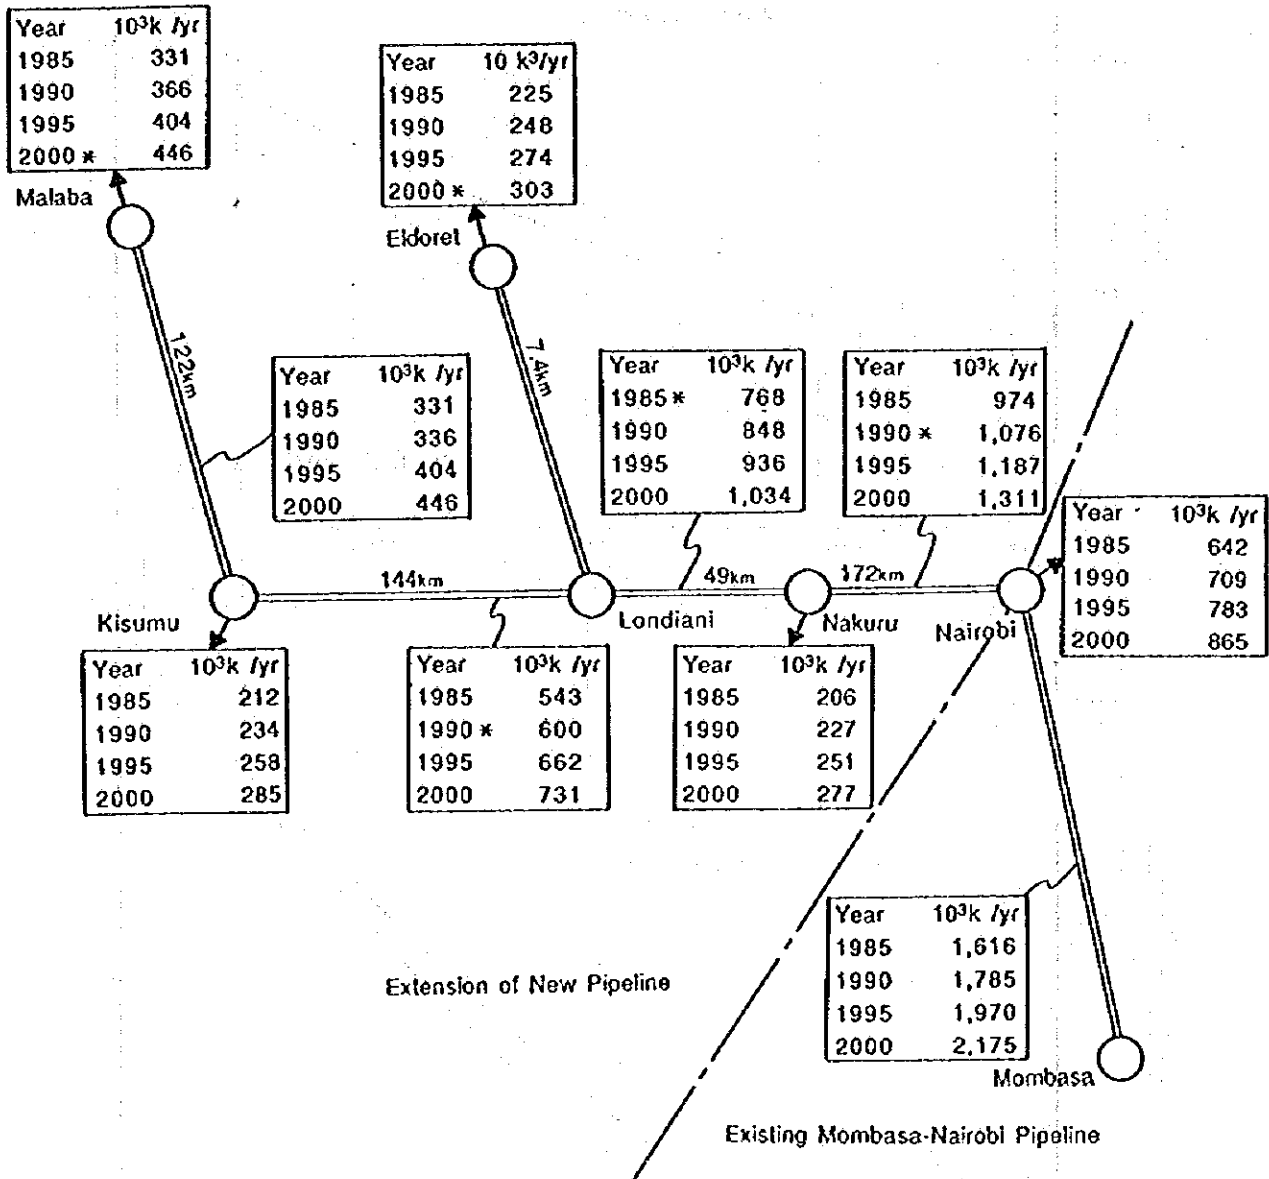 Year 10³k /yr
1985 331
1990 366
1995 404
2000 * 446
Malaba
Year 10 k³/yr
1985 225
1990 248
1995 274
2000 * 303
Eldoret
122km
7.4km
Year 10³k /yr
1985 331
1990 336
1995 404
2000 446
Year 10³k /yr
1985 * 768
1990 848
1995 936
2000 1,034
Year 10³k /yr
1985 974
1990 * 1,076
1995 1,187
2000 1,311
Year 10³k /yr
1985 642
1990 709
1995 783
2000 865
144km
49km
172km
Kisumu
Londiani
Nakuru
Nairobi
Year 10³k /yr
1985 212
1990 234
1995 258
2000 285
Year 10³k /yr
1985 543
1990 * 600
1995 662
2000 731
Year 10³k /yr
1985 206
1990 227
1995 251
2000 277
Year 10³k /yr
1985 1,616
1990 1,785
1995 1,970
2000 2,175
Extension of New Pipeline
Mombasa
Existing Mombasa-Nairobi Pipeline